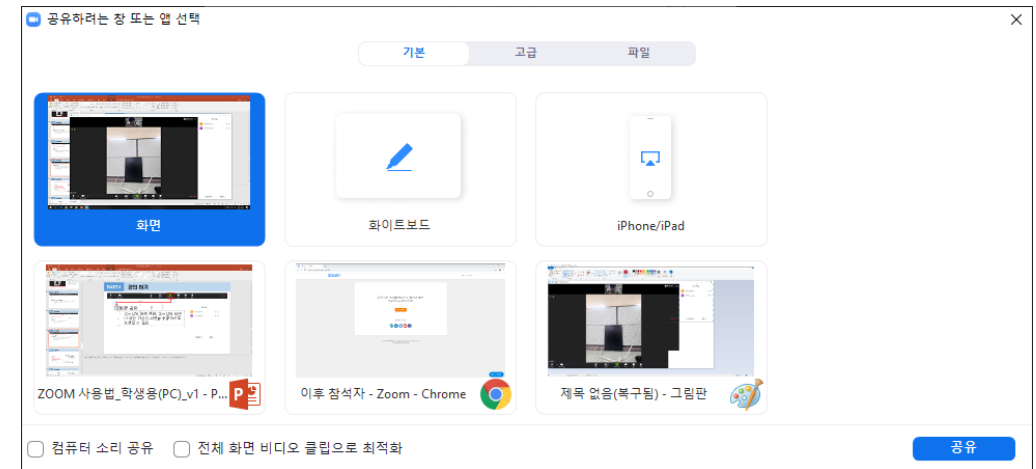 공유하려는 창 또는 앱 선택
기본 고급 파일
화면
화이트보드
iPhone/iPad
ZOOM 사용법_학생용(PC)_v1 - P...
이후 참석자 - Zoom - Chrome
제목 없음(복구됨) - 그림판
컴퓨터 소리 공유 전체 화면 비디오 클립으로 최적화
공유